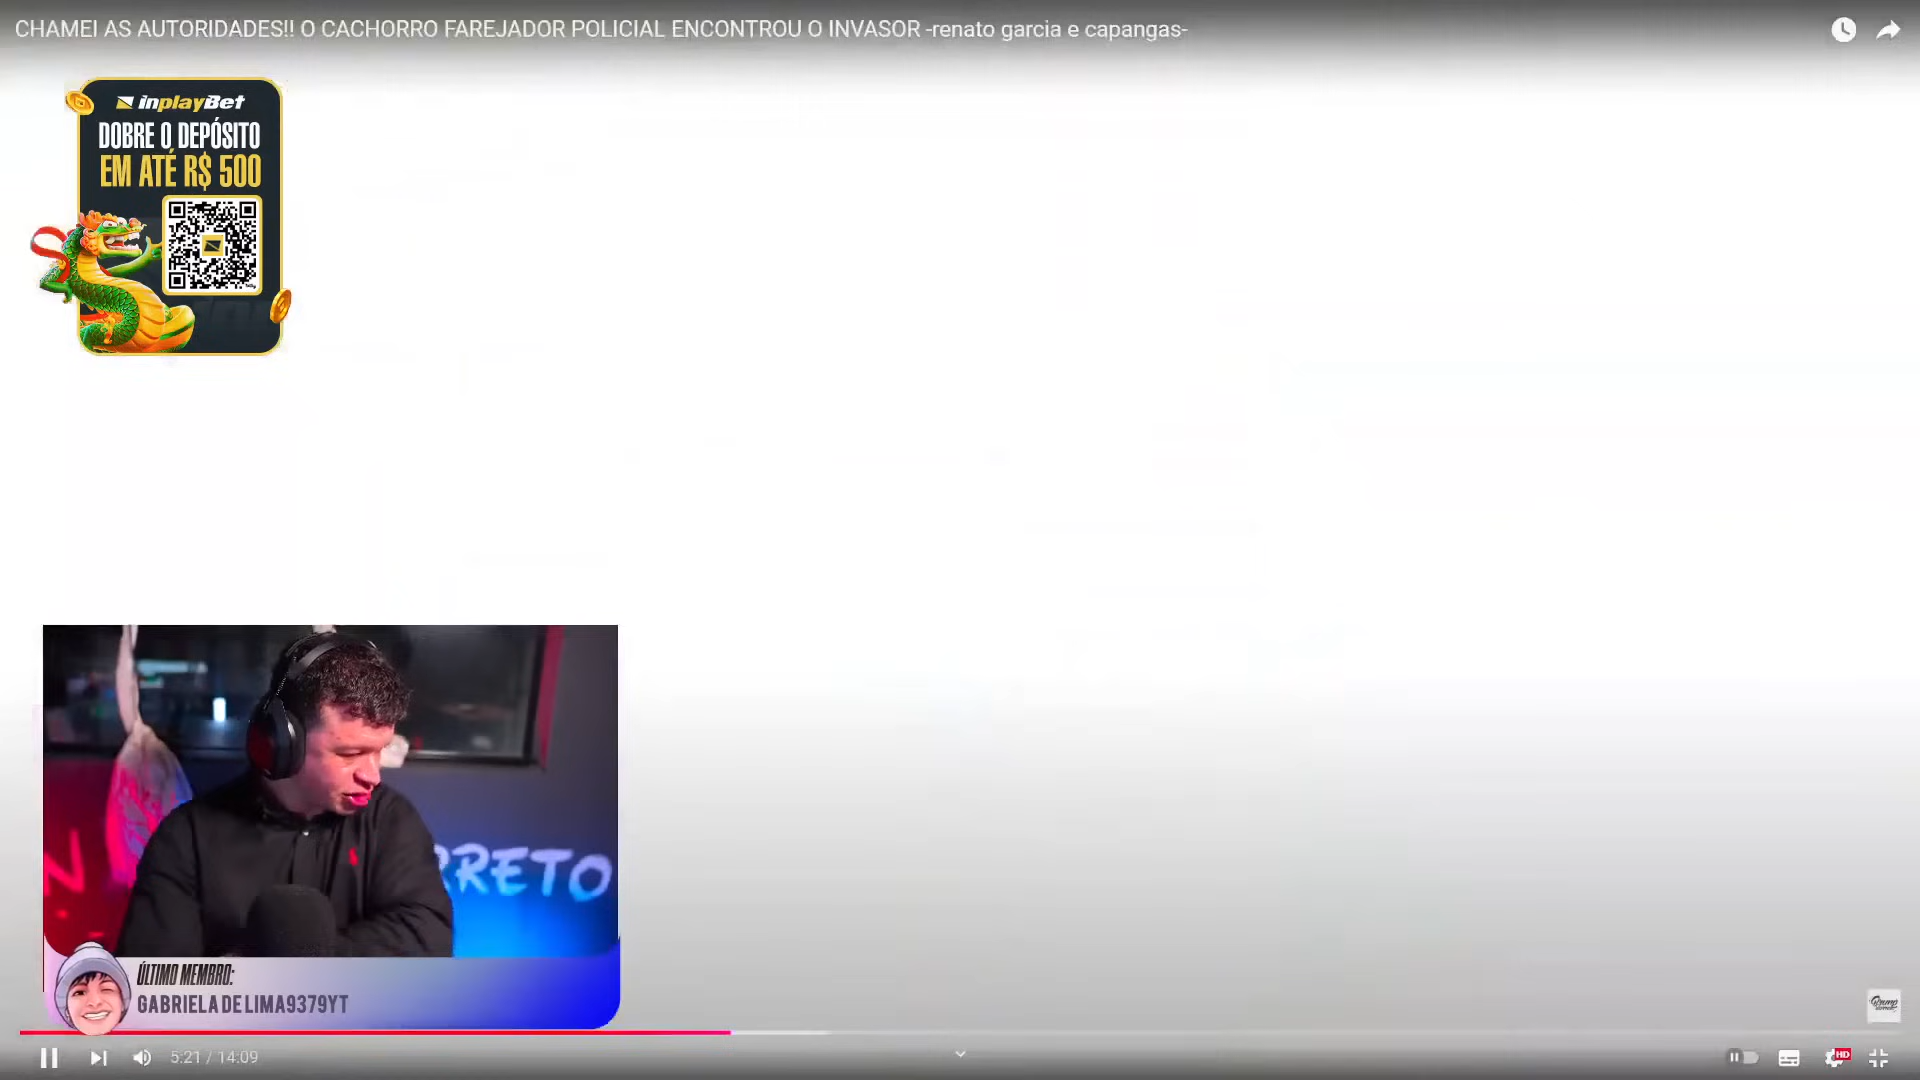 CHAMEI AS AUTORIDADES!! O CACHORRO FAREJADOR POLICIAL ENCONTROU O INVASOR -renato garcia e capangas-
inplayBet
DOBRE O DEPÓSITO
EM ATÉ R$ 500
N RRETO
ÚLTIMO MEMBRO:
GABRIELA DE LIMA9379YT
5:21 / 14:09
HD